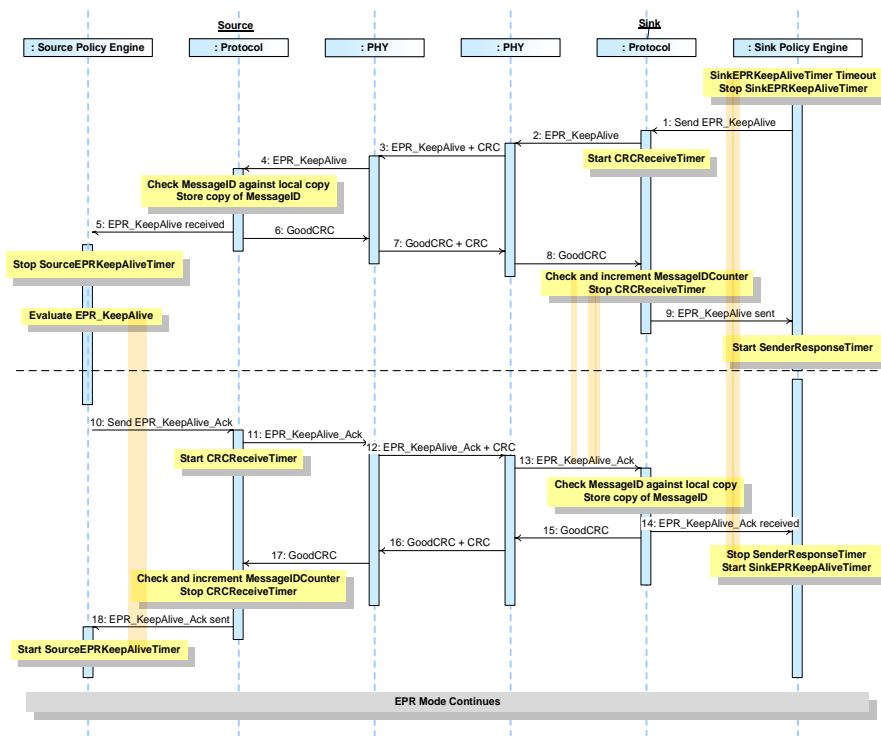 Source
Sink
: Source Policy Engine
: Protocol
: PHY
: PHY
: Protocol
: Sink Policy Engine
SinkEPRKeepAliveTimer Timeout
Stop SinkEPRKeepAliveTimer
1: Send EPR_KeepAlive
2: EPR_KeepAlive
3: EPR_KeepAlive + CRC
Start CRCReceiveTimer
4: EPR_KeepAlive
Check MessageID against local copy
Store copy of MessageID
5: EPR_KeepAlive received
6: GoodCRC
7: GoodCRC + CRC
8: GoodCRC
Stop SourceEPRKeepAliveTimer
Check and increment MessageIDCounter
Stop CRCReceiveTimer
Evaluate EPR_KeepAlive
9: EPR_KeepAlive sent
Start SenderResponseTimer
10: Send EPR_KeepAlive_Ack
11: EPR_KeepAlive_Ack
12: EPR_KeepAlive_Ack + CRC
Start CRCReceiveTimer
13: EPR_KeepAlive_Ack
Check MessageID against local copy
Store copy of MessageID
14: EPR_KeepAlive_Ack received
15: GoodCRC
16: GoodCRC + CRC
17: GoodCRC
Stop SenderResponseTimer
Start SinkEPRKeepAliveTimer
Check and increment MessageIDCounter
Stop CRCReceiveTimer
18: EPR_KeepAlive_Ack sent
Start SourceEPRKeepAliveTimer
EPR Mode Continues